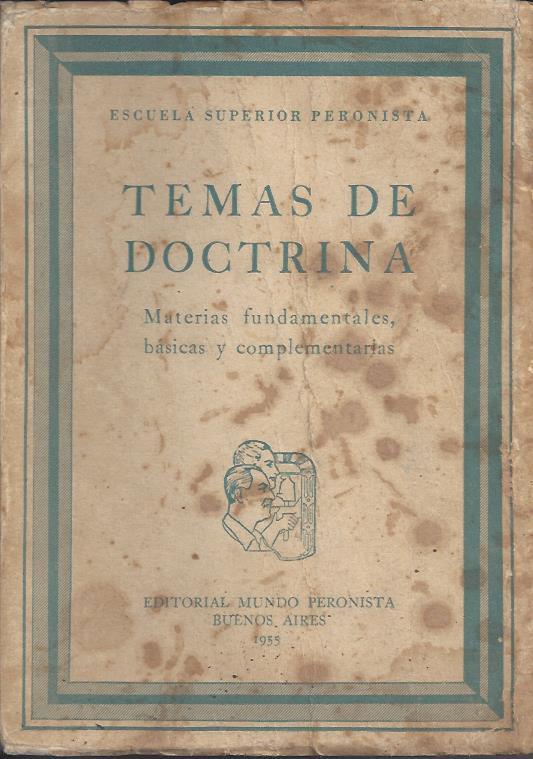 ESCUELA SUPERIOR PERONISTA
TEMAS DE
DOCTRINA
Materias fundamentales,
básicas y complementarias
EDITORIAL MUNDO PERONISTA
BUENOS AIRES
1955